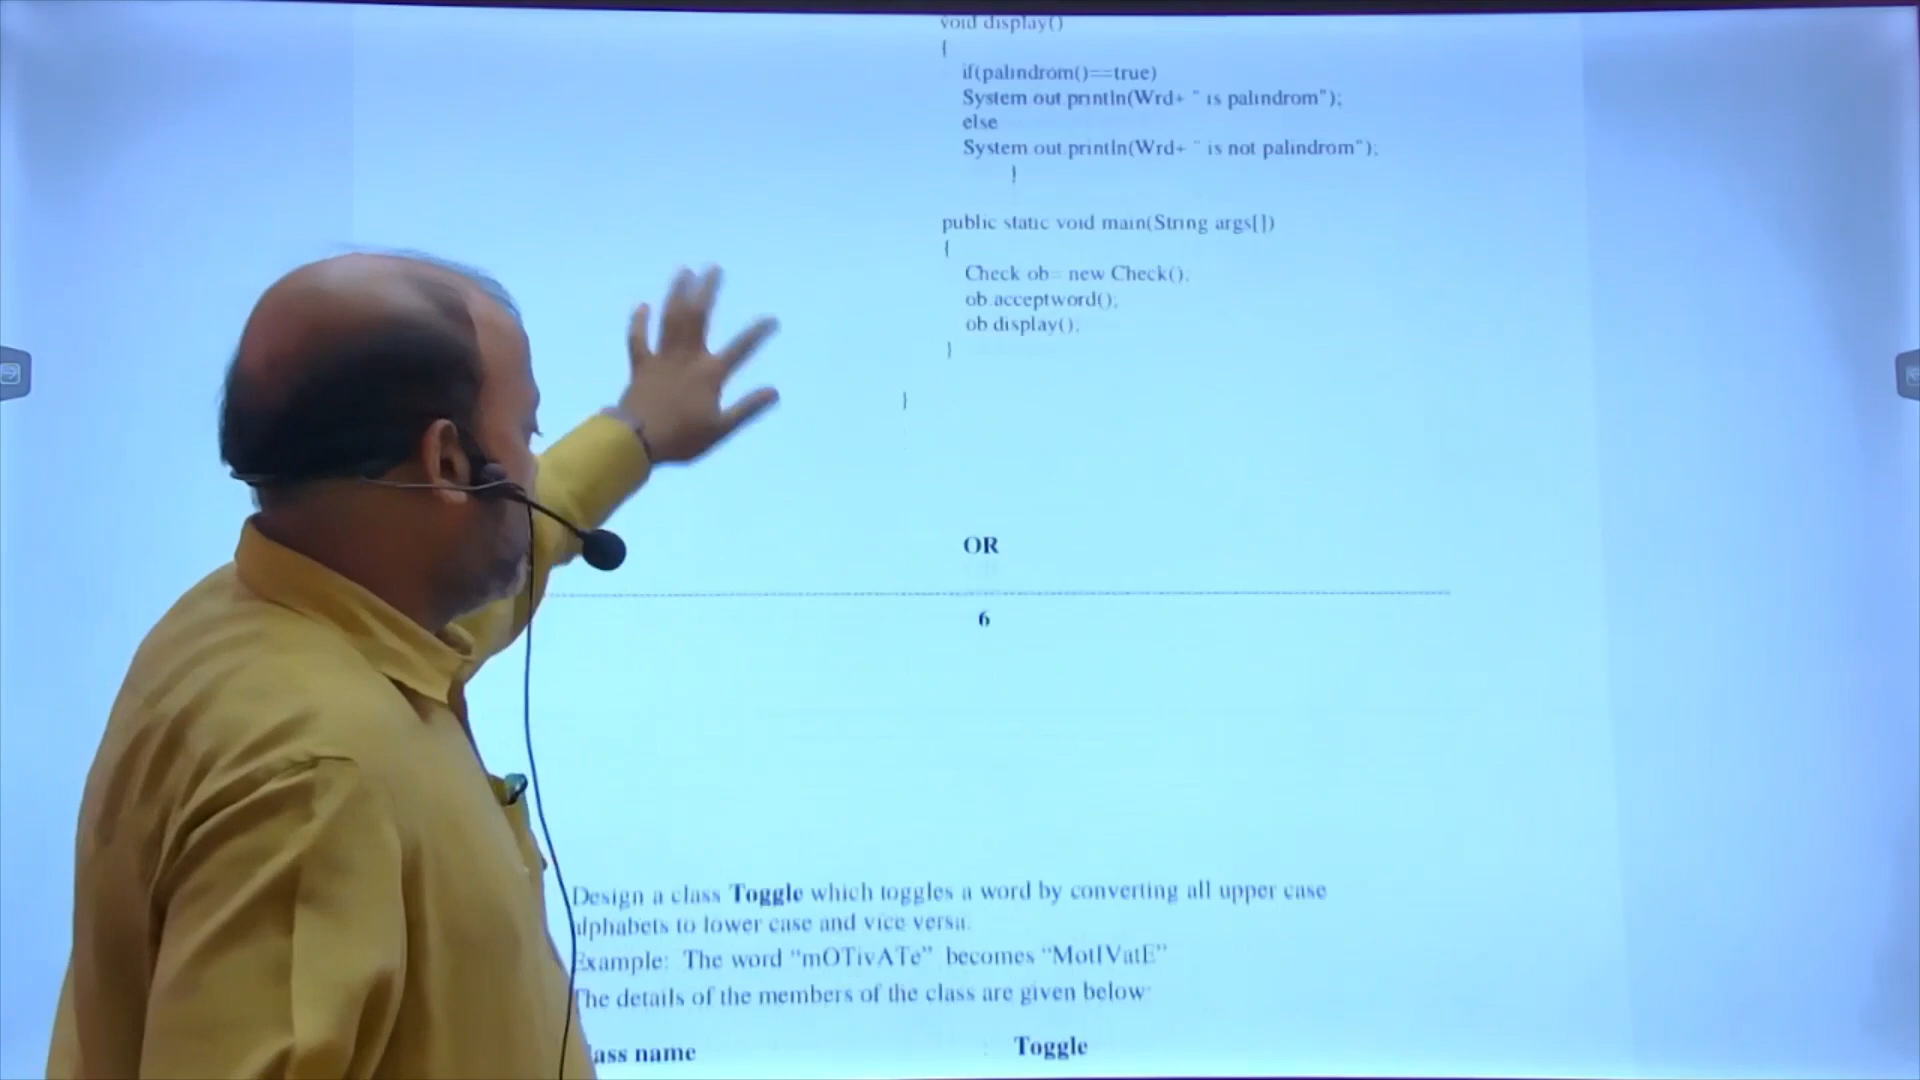 void display()
{
if(palindrom()==true)
System out println(Wrd+ " is palindrom");
else
System out println(Wrd+ " is not palindrom");
}
public static void main(String args[])
{
Check ob= new Check();
ob.acceptword();
ob display();
}
}
OR
6
Design a class Toggle which toggles a word by converting all upper case
alphabets to lower case and vice versa.
Example: The word "mOTivATe" becomes "MotIVatE"
The details of the members of the class are given below:
ass name : Toggle